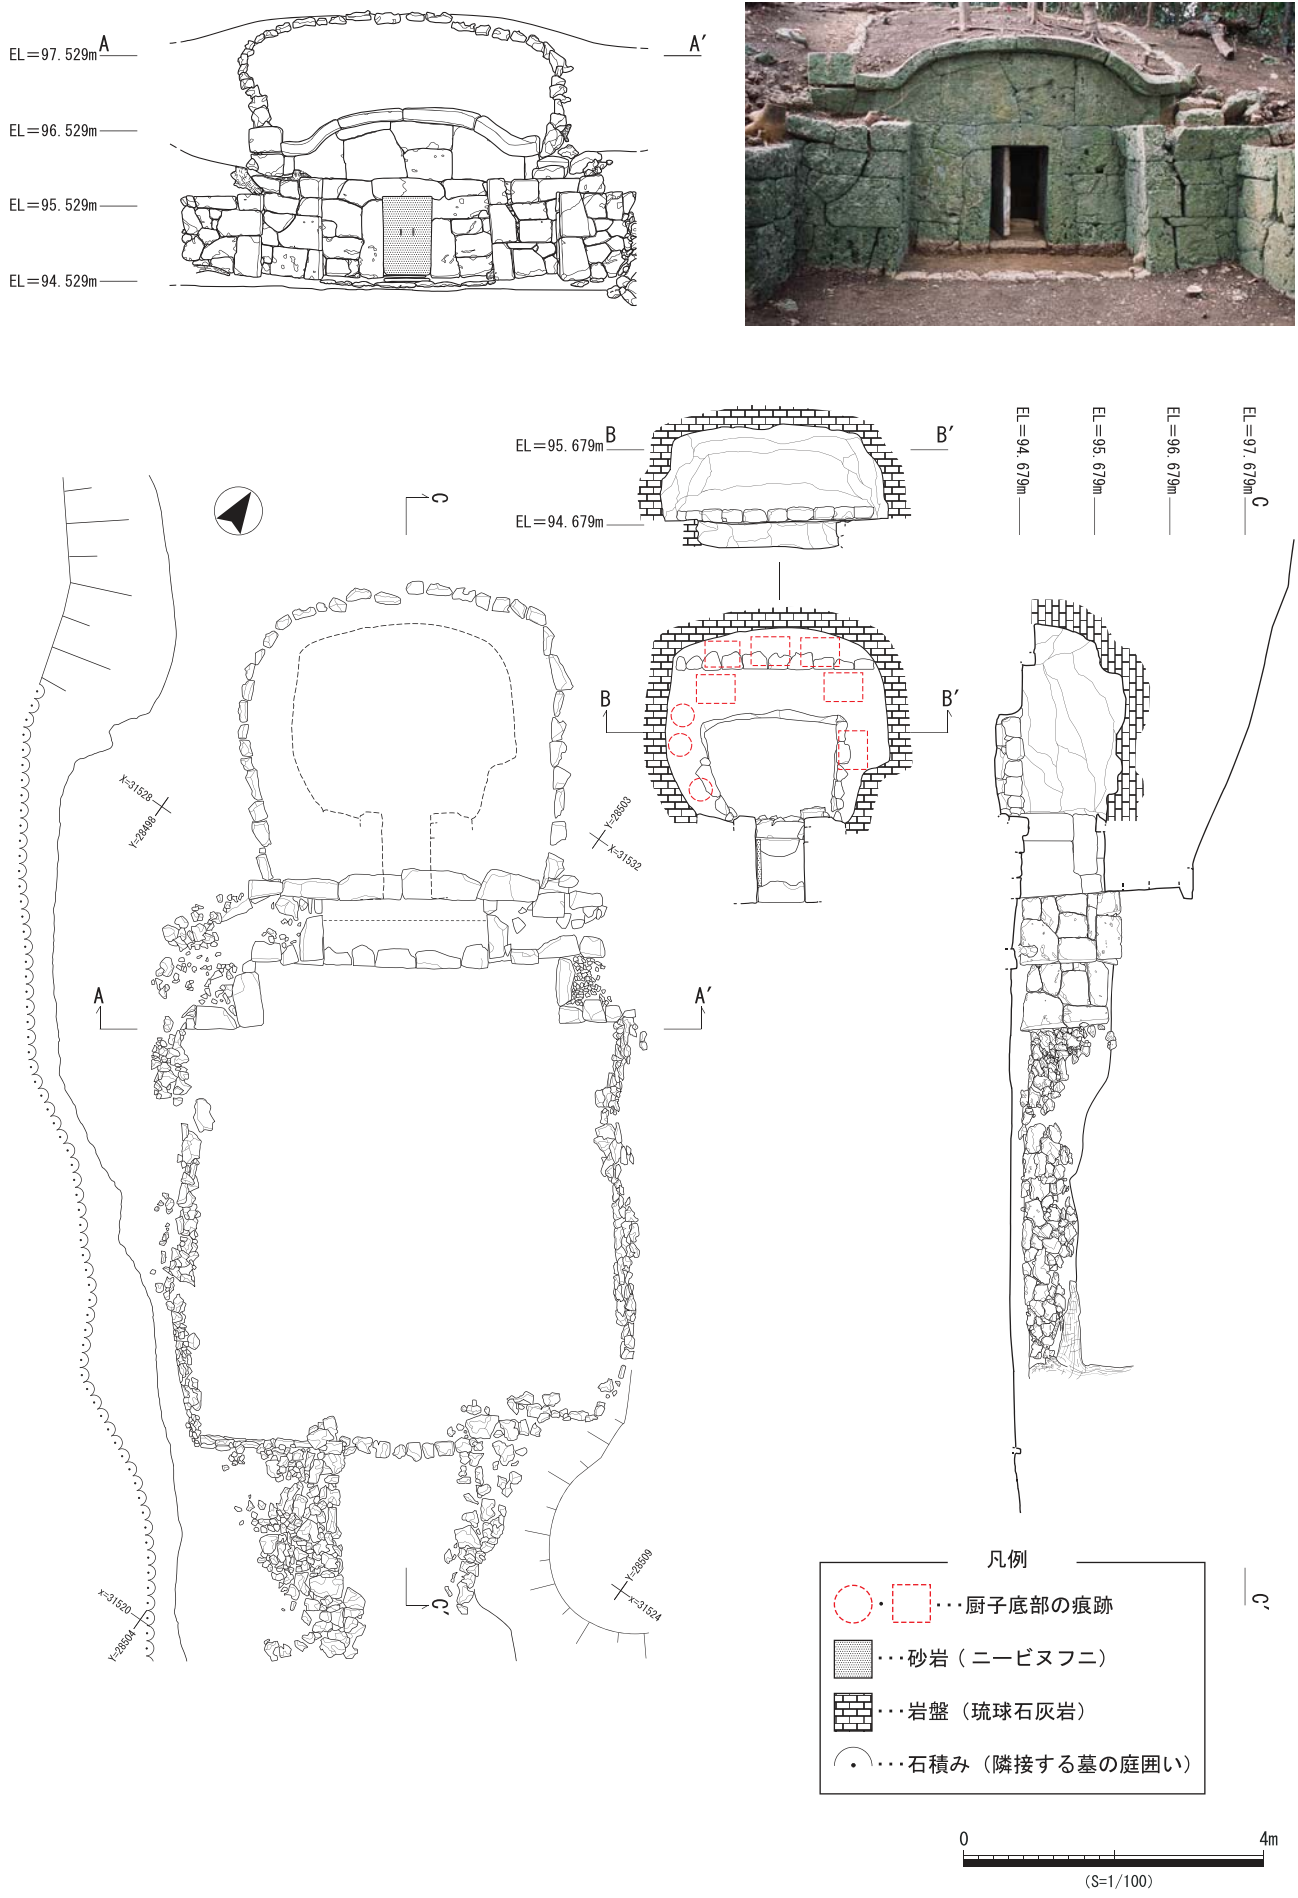 A
A′
EL=97.529m
EL=96.529m
EL=95.529m
EL=94.529m
EL=95.679m
B
B′
EL=94.679m
EL=94.679m
EL=95.679m
EL=96.679m
EL=97.679m
C
C
B
B′
X=31528
Y=28498
Y=28503
X=31532
A
A′
C′
C′
X=31520
Y=28504
Y=28509
X=31524
凡例
・・・・厨子底部の痕跡
・・・砂岩(ニービヌフニ)
・・・岩盤(琉球石灰岩)
・・・石積み(隣接する墓の庭囲い)
0
4m
(S=1/100)